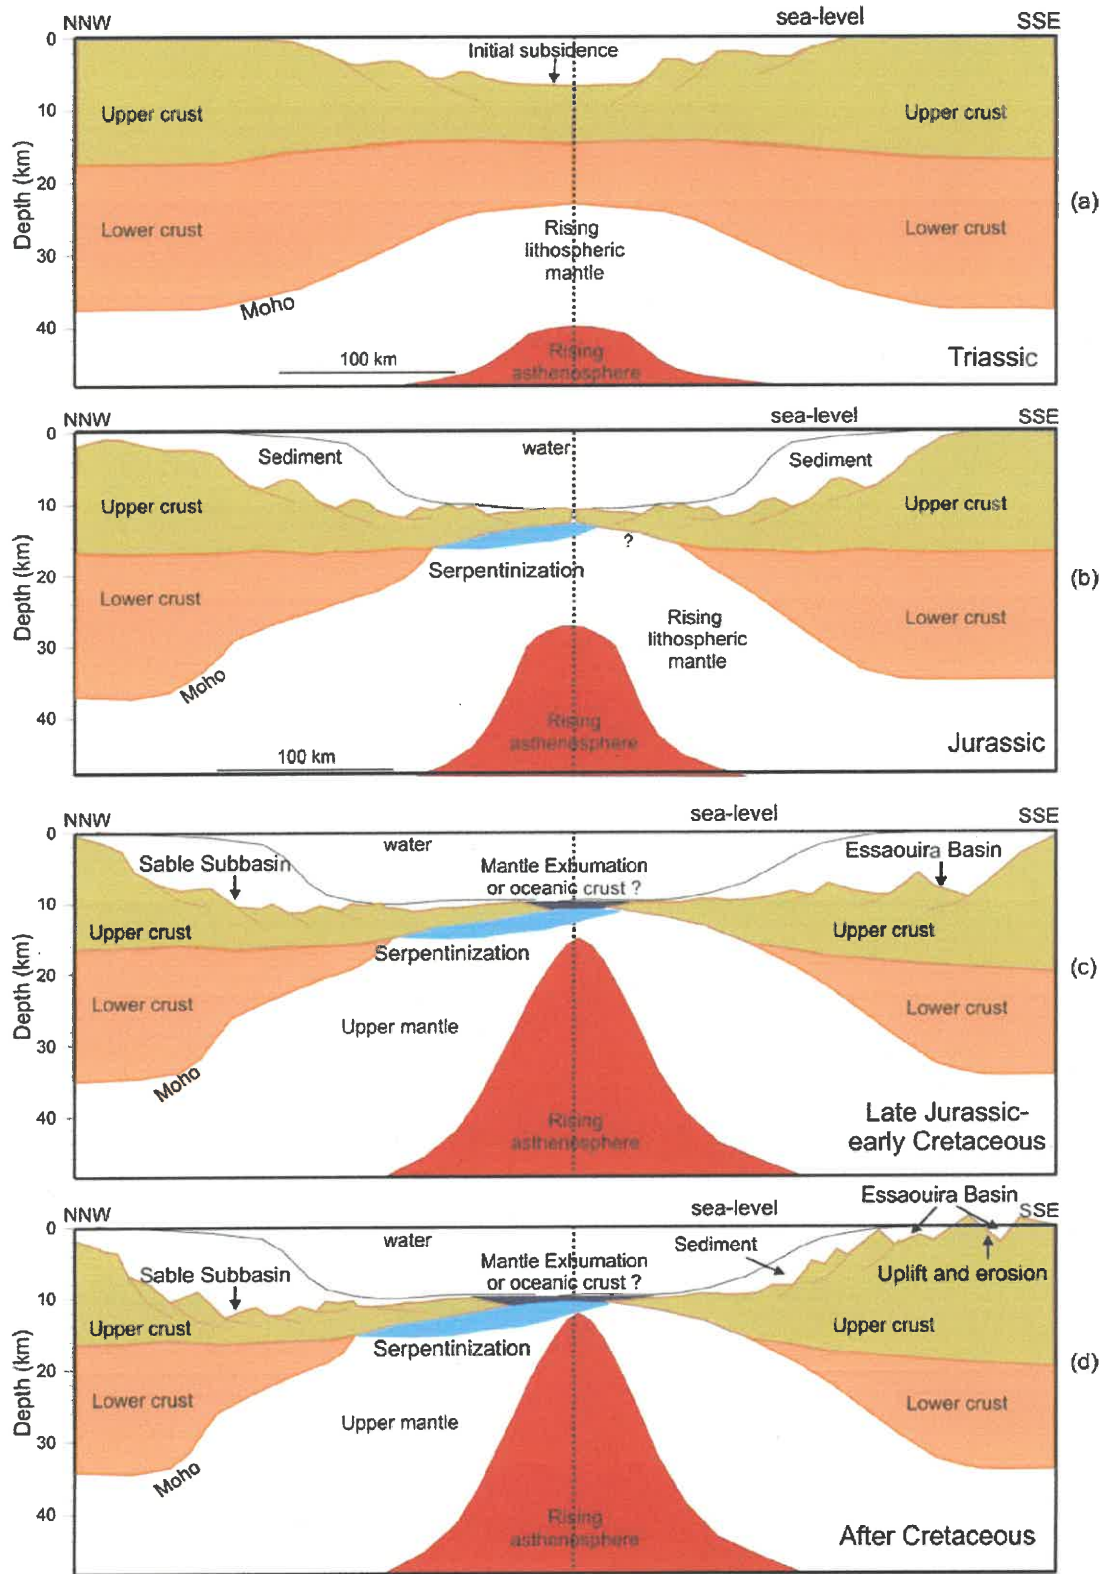 NNW
sea-level
SSE
0
Initial subsidence
10
Upper crust
Upper crust
20
Depth (km)
(a)
Lower crust
Rising
lithospheric
mantle
Lower crust
30
Moho
40
100 km
Rising
asthenosphere
Triassic
NNW
sea-level
SSE
0
water
Sediment
Sediment
10
Upper crust
Upper crust
?
20
Depth (km)
Serpentinization
(b)
Lower crust
Rising
lithospheric
mantle
Lower crust
30
Moho
40
Rising
asthenosphere
100 km
Jurassic
NNW
sea-level
SSE
0
water
Essaouira Basin
Sable Subbasin
Mantle Exhumation
or oceanic crust ?
10
Upper crust
Upper crust
Serpentinization
20
Depth (km)
(c)
Lower crust
Lower crust
Upper mantle
30
Moho
40
Rising
asthenosphere
Late Jurassic-
early Cretaceous
Essaouira Basin
NNW
sea-level
SSE
0
water
Sediment
Mantle Exhumation
or oceanic crust ?
Sable Subbasin
Uplift and erosion
10
Upper crust
Upper crust
Serpentinization
20
Depth (km)
(d)
Lower crust
Lower crust
Upper mantle
30
Moho
40
Rising
asthenosphere
After Cretaceous